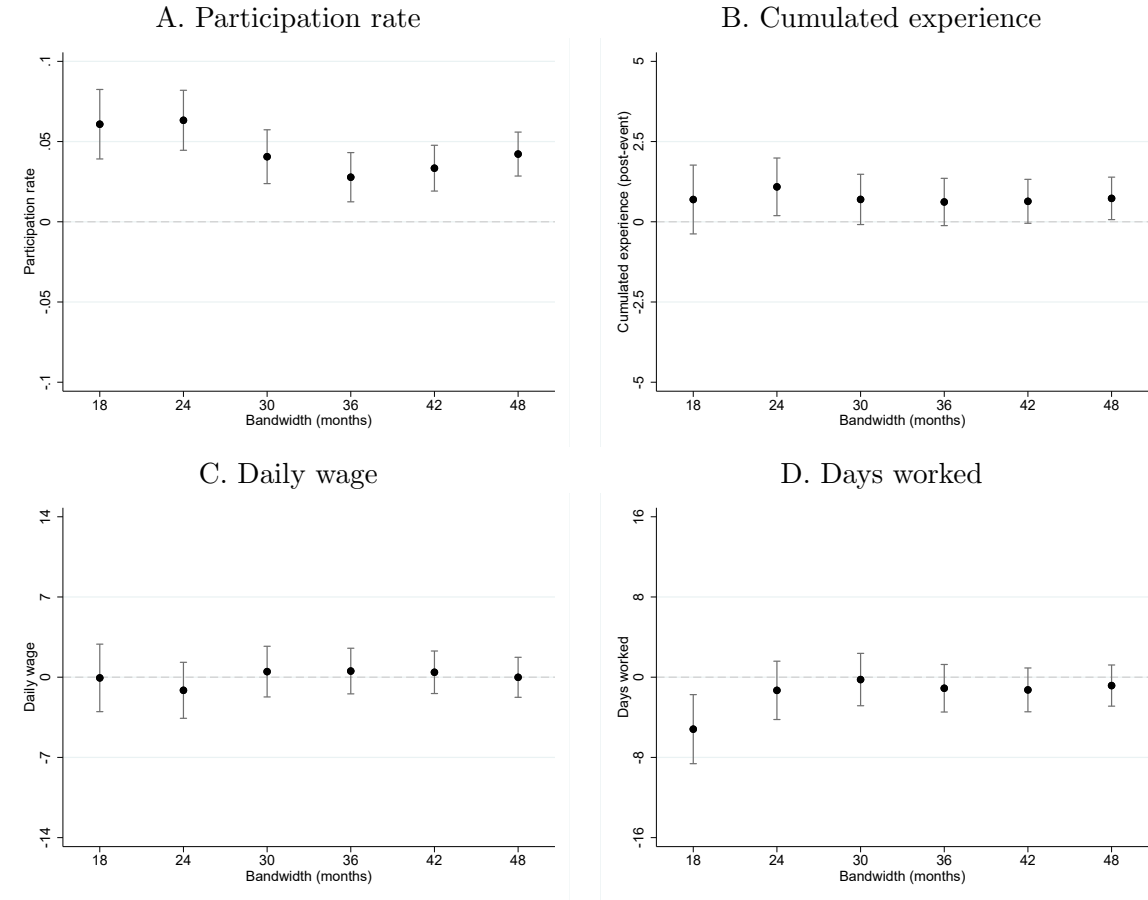 A. Participation rate
Participation rate
.1
.05
0
-.05
-.1
18 24 30 36 42 48
Bandwidth (months)
B. Cumulated experience
Cumulated experience (post-event)
5
2.5
0
-2.5
-5
18 24 30 36 42 48
Bandwidth (months)
C. Daily wage
Daily wage
14
7
0
-7
-14
18 24 30 36 42 48
Bandwidth (months)
D. Days worked
Days worked
16
8
0
-8
-16
18 24 30 36 42 48
Bandwidth (months)